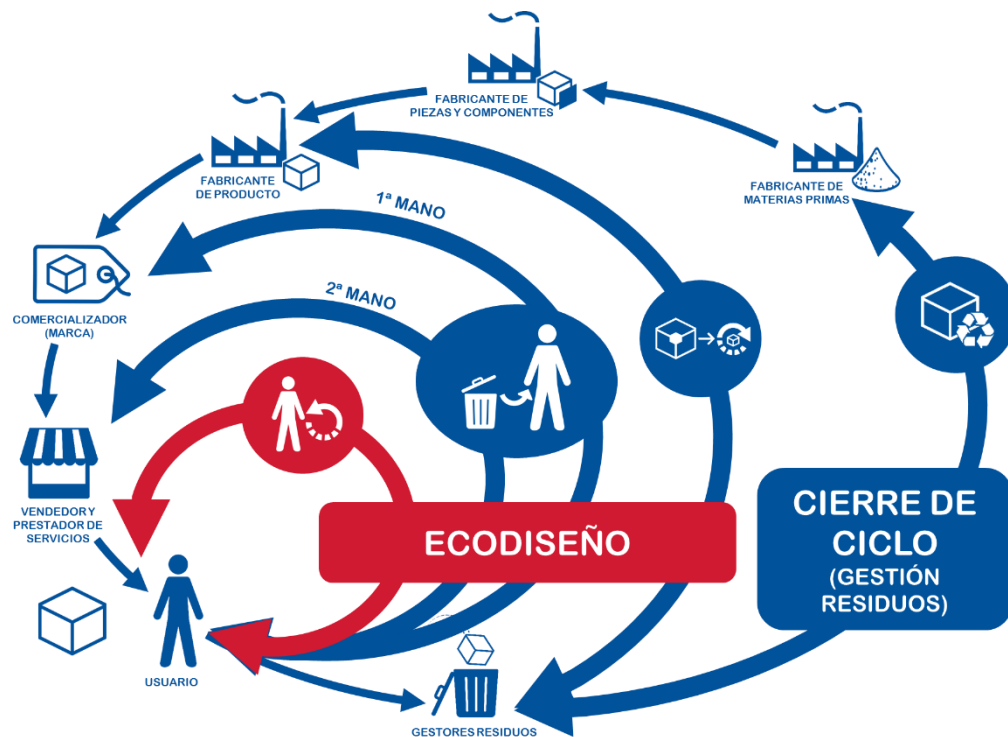 FABRICANTE DE
PIEZAS Y COMPONENTES
FABRICANTE
DE PRODUCTO
FABRICANTE DE
MATERIAS PRIMAS
1ª MANO
2ª MANO
COMERCIALIZADOR
(MARCA)
VENDEDOR Y
PRESTADOR DE
SERVICIOS
ECODISEÑO
CIERRE DE
CICLO
(GESTIÓN
RESIDUOS)
USUARIO
GESTORES RESIDUOS